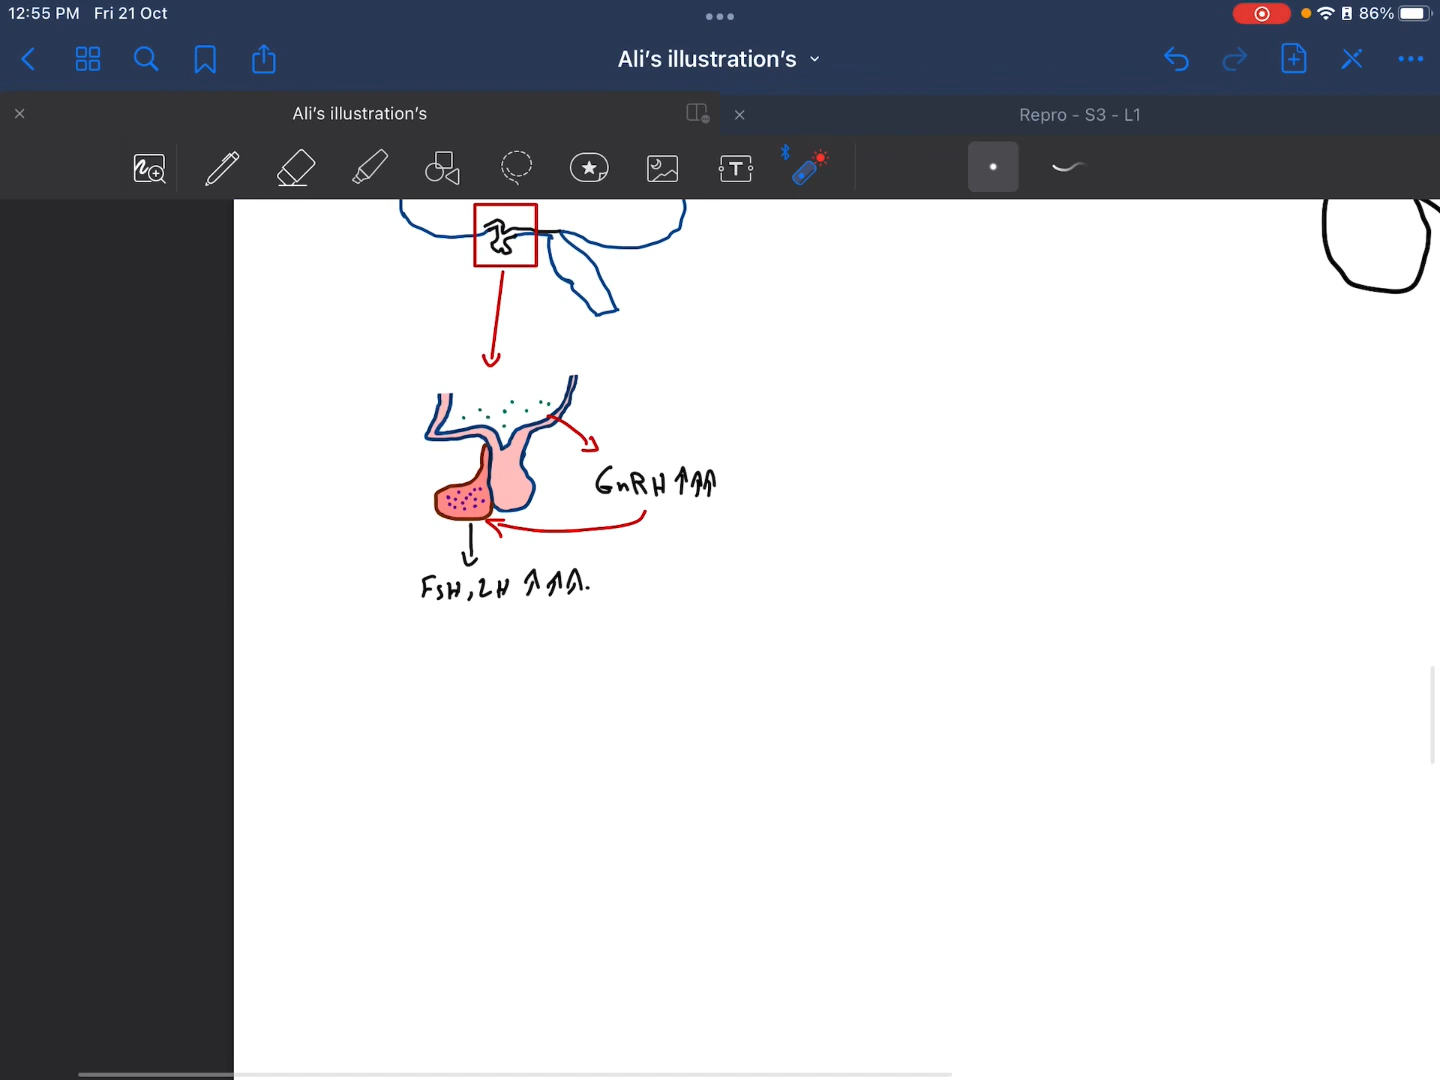 12:55 PM Fri 21 Oct
86%
Ali's illustration's
Ali's illustration's
Repro - S3 - L1
T
GnRH ↑↑↑
FSH, LH ↑↑↑.